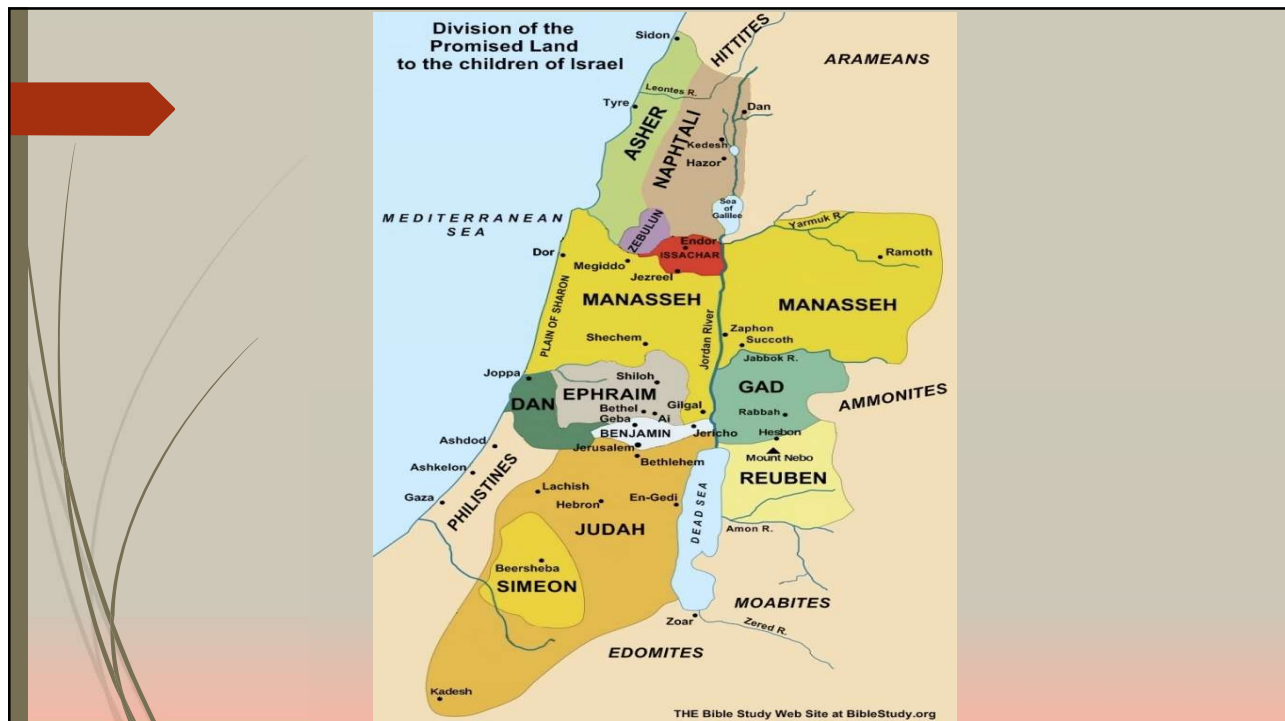 Division of the
Promised Land
to the children of Israel
Sidon
HITTITES
ARAMEANS
Leontes R.
Tyre
Dan
ASHER
NAPHTALI
Kedesh
Hazor
Sea
of
Galilee
MEDITERRANEAN
SEA
ZEBULUN
Yarmuk R.
Endor
Dor
ISSACHAR
Ramoth
Megiddo
Jezreel
MANASSEH
MANASSEH
PLAIN OF SHARON
Jordan River
Zaphon
Shechem
Succoth
Jabbok R.
Joppa
Shiloh
GAD
EPHRAIM
AMMONITES
DAN
Bethel
Gilgal
Rabbah
Geba
Ai
BENJAMIN
Jericho
Hesbon
Ashdod
Jerusalem
Mount Nebo
Bethlehem
Ashkelon
REUBEN
PHILISTINES
Lachish
Gaza
Hebron
En-Gedi
DEAD SEA
JUDAH
Amon R.
Beersheba
SIMEON
MOABITES
Zoar
Zered R.
EDOMITES
Kadesh
THE Bible Study Web Site at BibleStudy.org